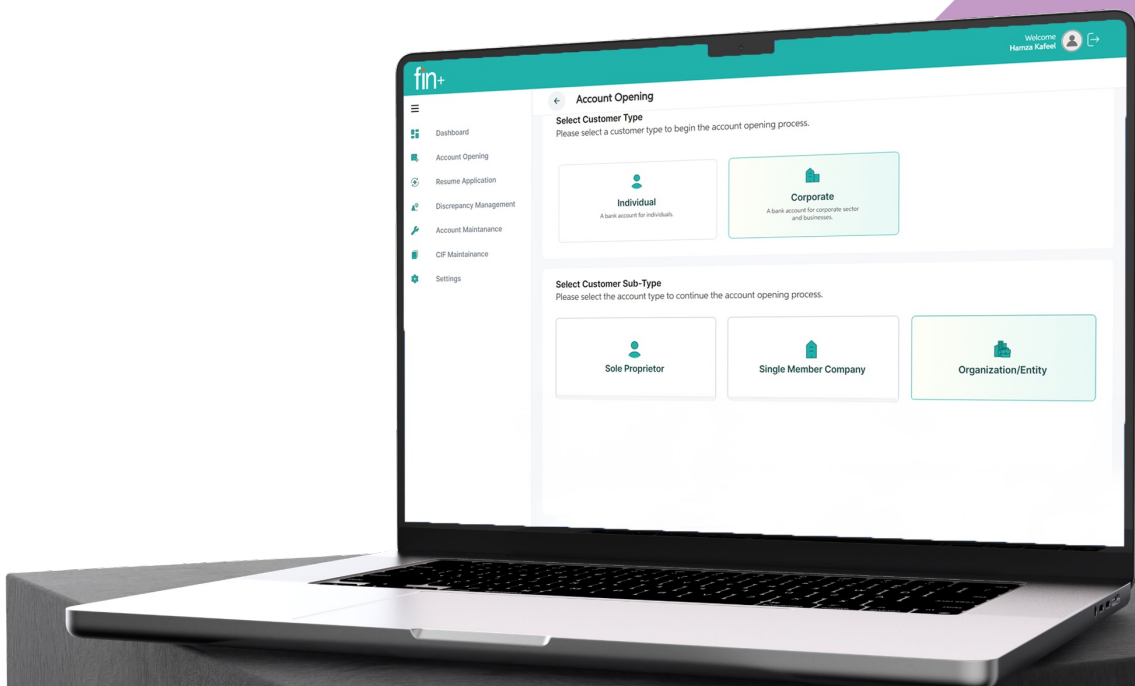 Welcome
Hamza Kafeel
fin+
Account Opening
Dashboard
Account Opening
Resume Application
Discrepancy Management
Account Maintanance
CIF Maintainance
Settings
Select Customer Type
Please select a customer type to begin the account opening process.
Individual
A bank account for individuals.
Corporate
A bank account for corporate sector
and businesses.
Select Customer Sub-Type
Please select the account type to continue the account opening process.
Sole Proprietor
Single Member Company
Organization/Entity